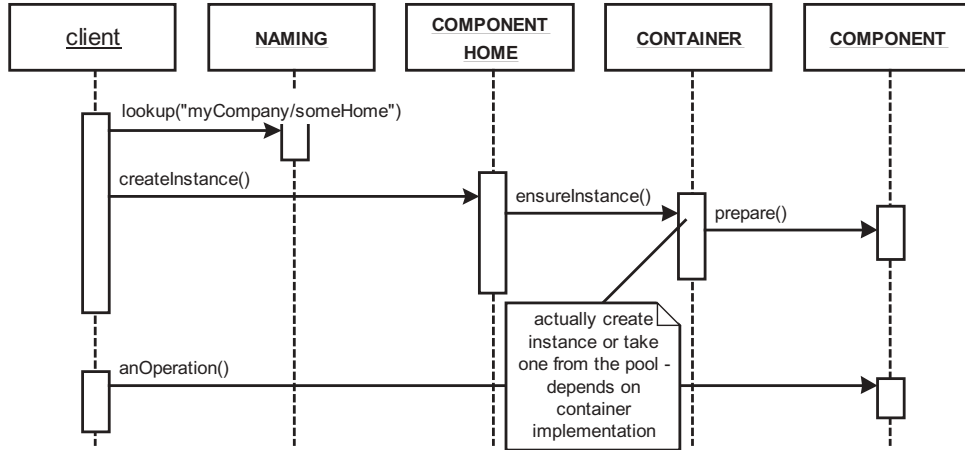 client
NAMING
COMPONENT
HOME
CONTAINER
COMPONENT
lookup("myCompany/someHome")
createInstance()
ensureInstance()
prepare()
actually create
instance or take
one from the pool -
depends on
container
implementation
anOperation()